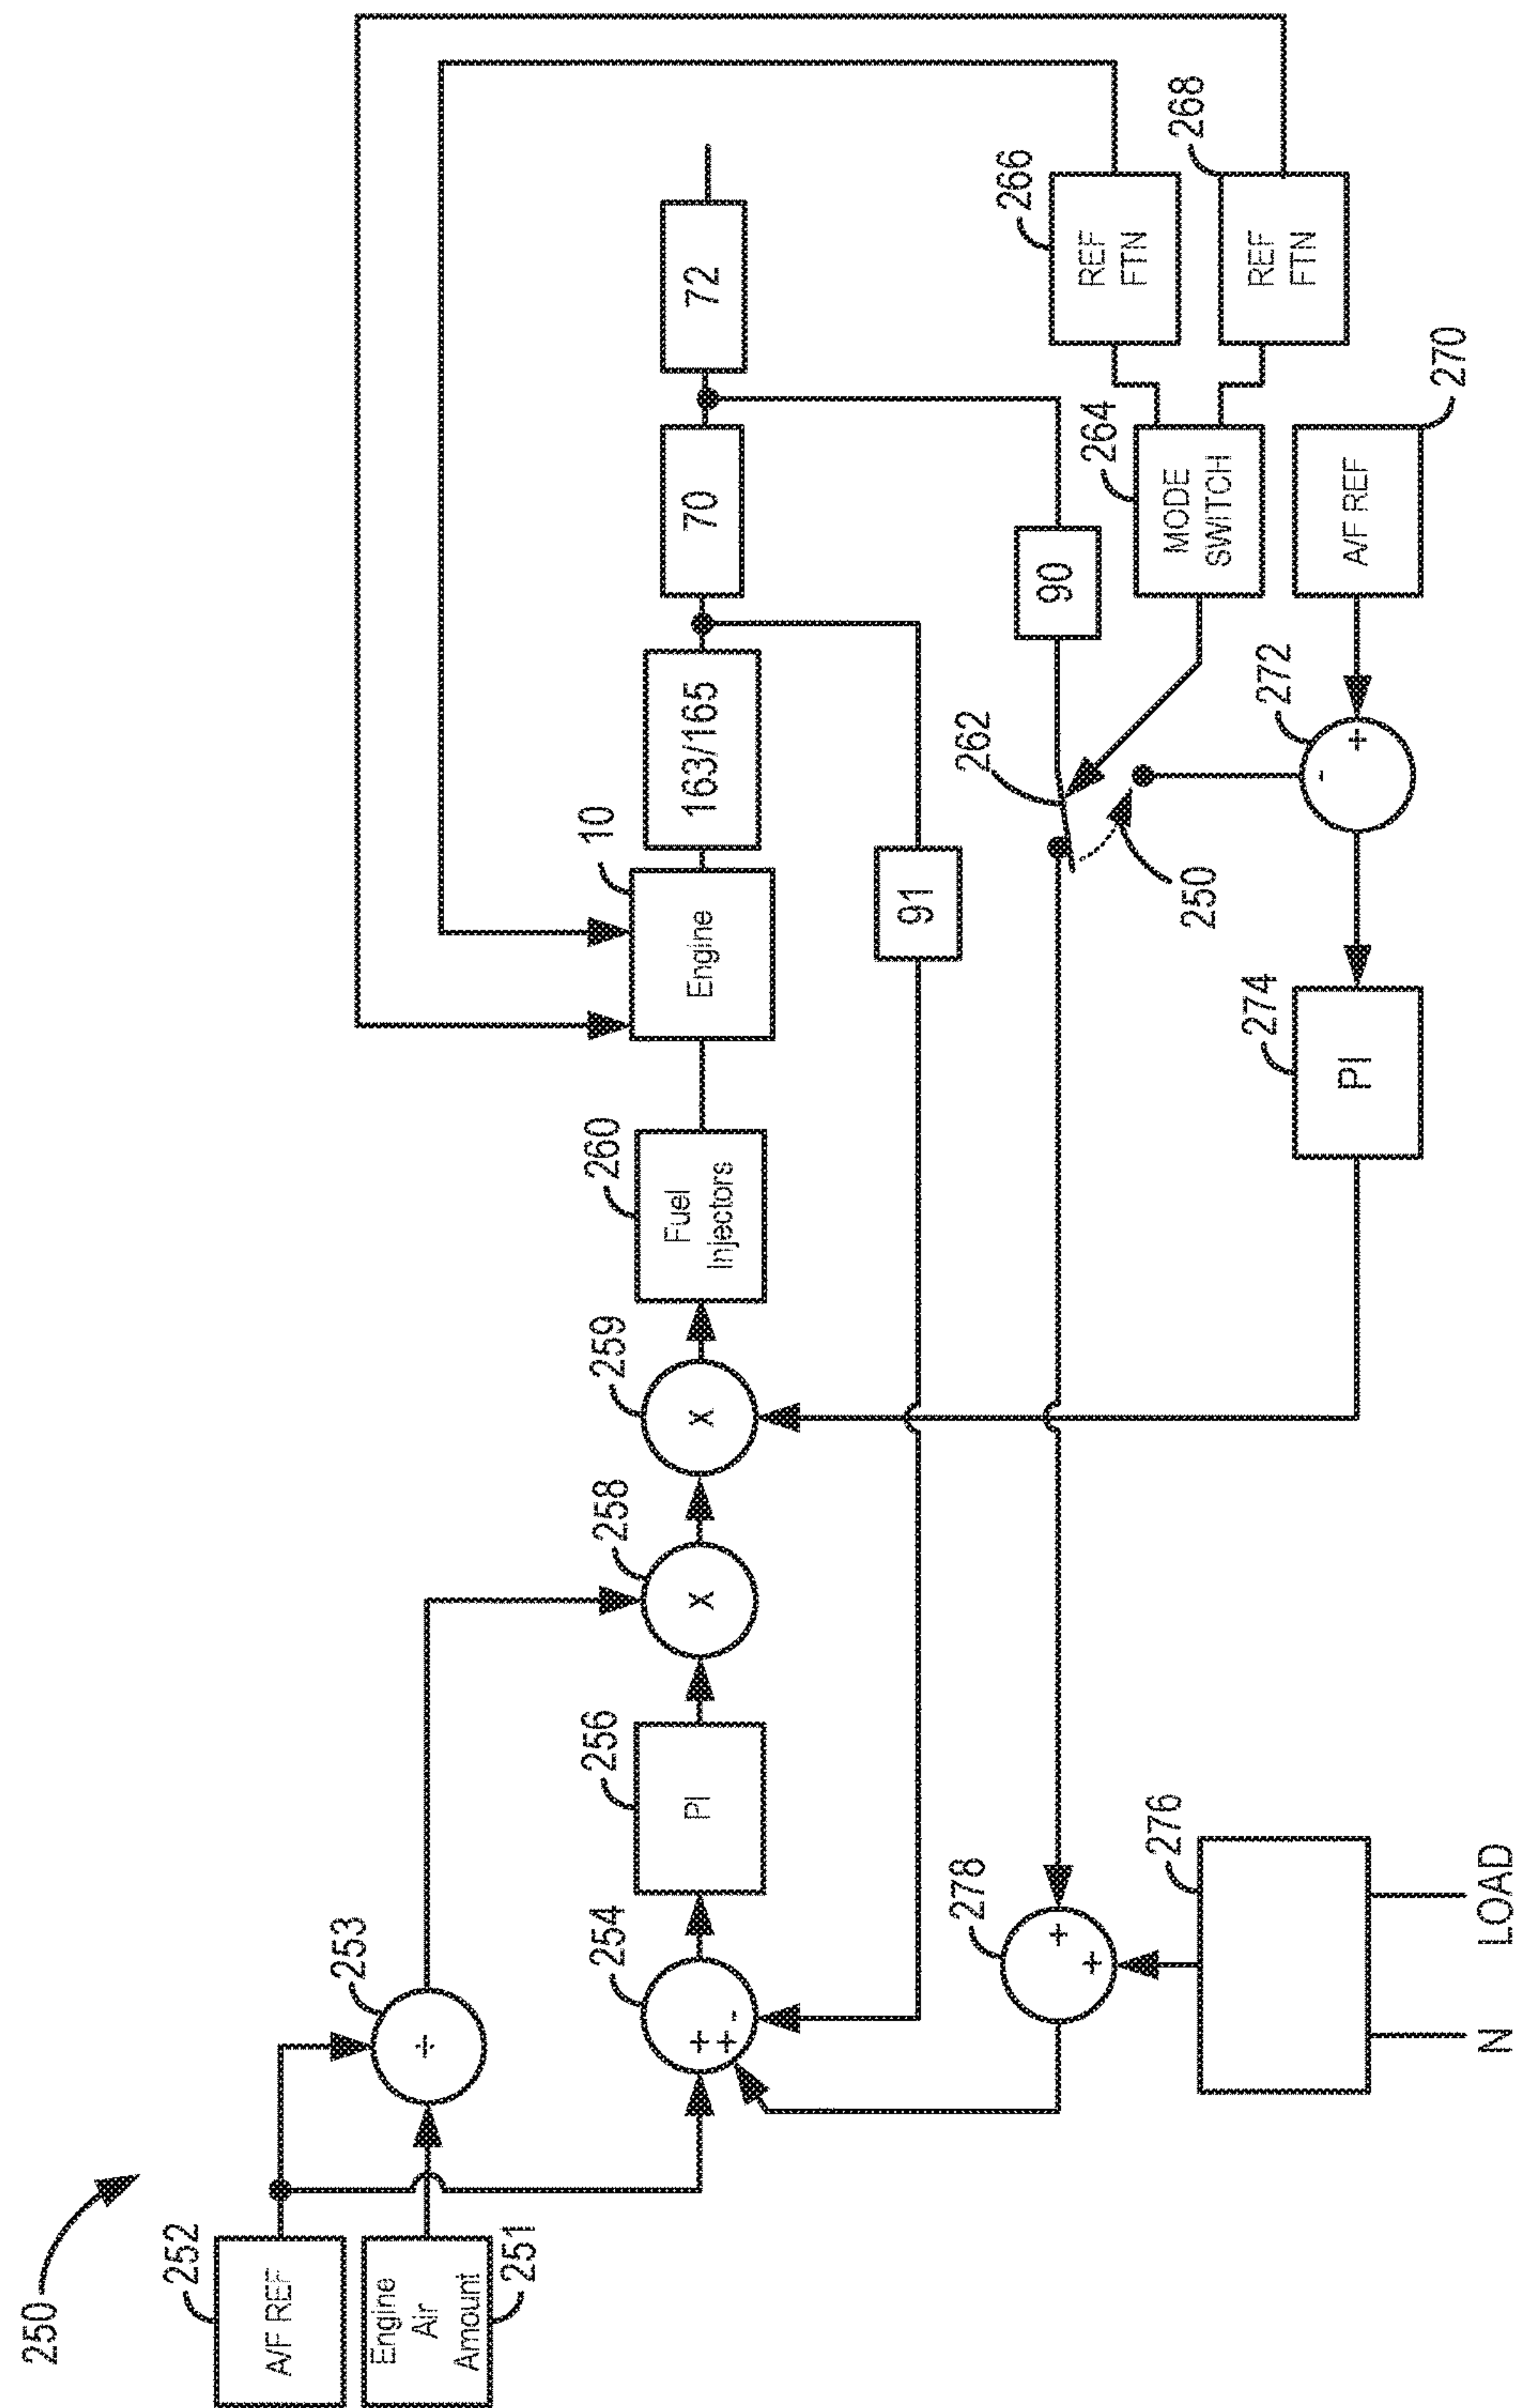 250
252
A/F REF
Engine
Air
Amount
251
253
÷
254
+
+
-
256
PI
258
X
259
X
260
Fuel
Injectors
10
Engine
163/165
70
72
91
90
262
250
264
MODE
SWITCH
266
REF
FTN
268
REF
FTN
270
A/F REF
272
+
-
274
PI
278
+
+
276
N
LOAD